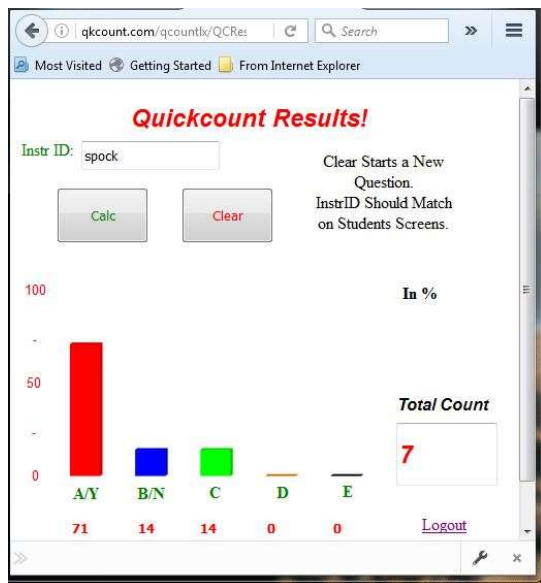 qkcount.com/qcountlx/QCRes
Search
Most Visited Getting Started From Internet Explorer
Quickcount Results!
Instr ID: spock
Clear Starts a New
Question.
InstrID Should Match
on Students Screens.
Calc Clear
100
In %
-
50
Total Count
-
7
0
A/Y B/N C D E
71 14 14 0 0
Logout